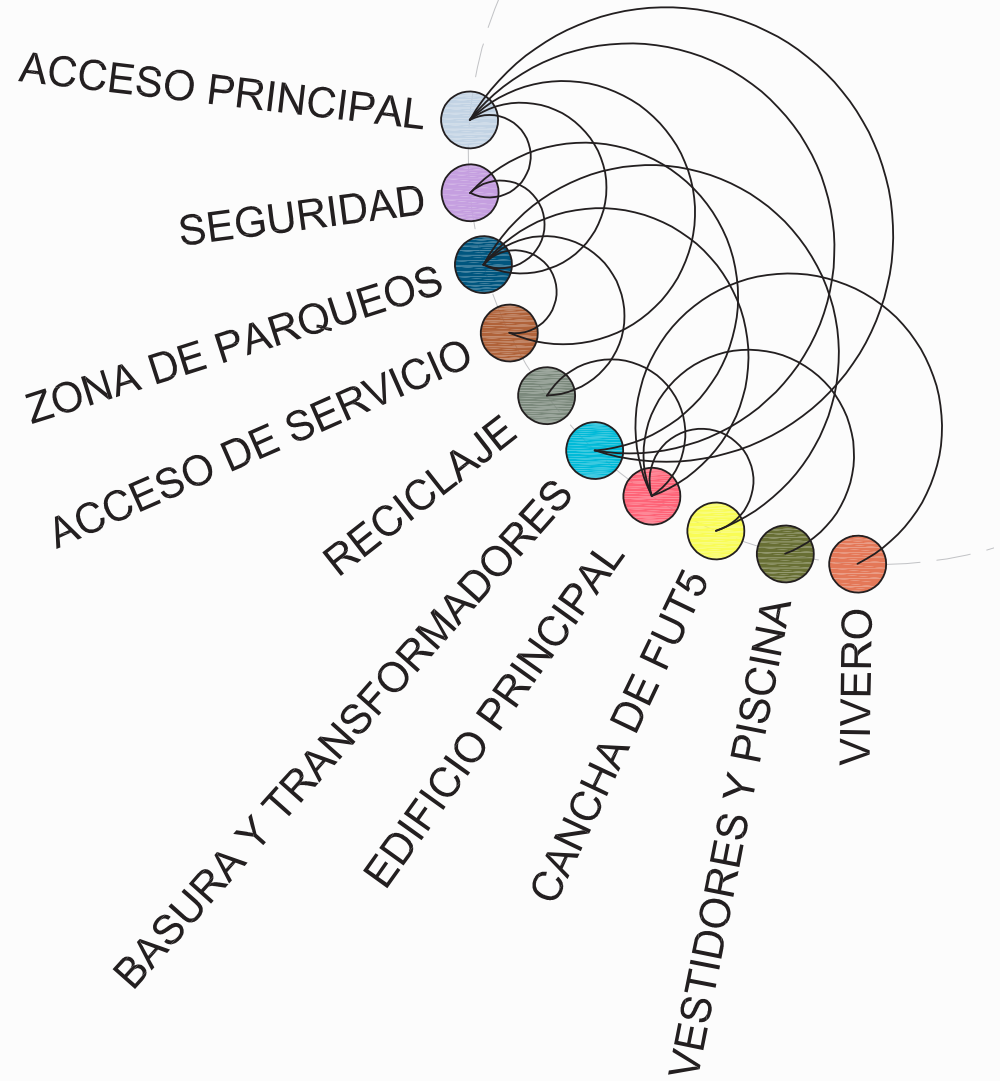 ACCESO PRINCIPAL
SEGURIDAD
ZONA DE PARQUEOS
ACCESO DE SERVICIO
RECICLAJE
BASURA Y TRANSFORMADORES
EDIFICIO PRINCIPAL
CANCHA DE FUT5
VESTIDORES Y PISCINA
VIVERO